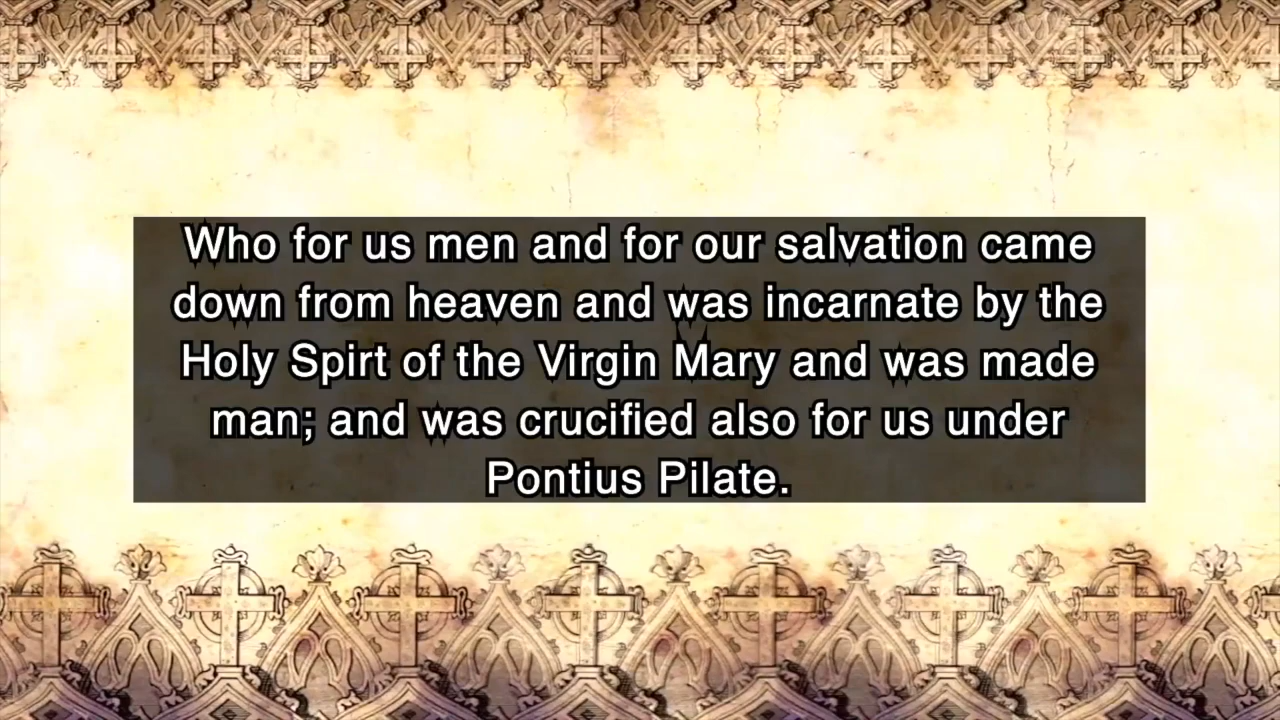 Who for us men and for our salvation came
down from heaven and was incarnate by the
Holy Spirt of the Virgin Mary and was made
man; and was crucified also for us under
Pontius Pilate.